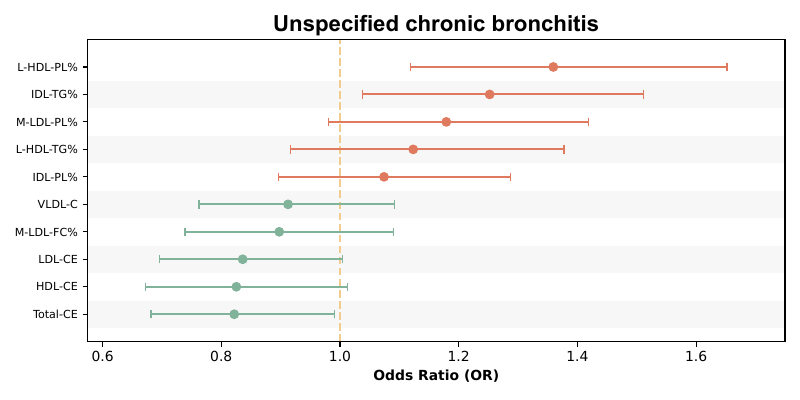 Unspecified chronic bronchitis
L-HDL-PL%
IDL-TG%
M-LDL-PL%
L-HDL-TG%
IDL-PL%
VLDL-C
M-LDL-FC%
LDL-CE
HDL-CE
Total-CE
0.6 0.8 1.0 1.2 1.4 1.6
Odds Ratio (OR)